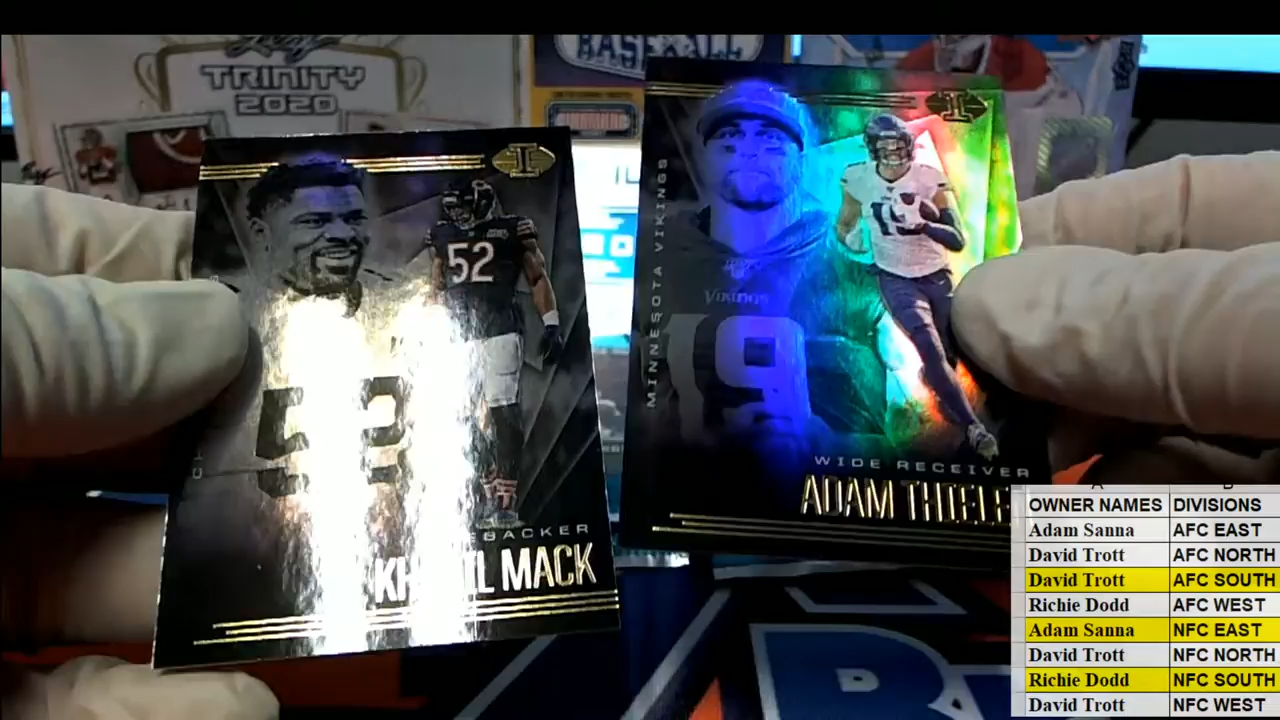 TRINITY
2020
BASEBALL
I
I
MINNESOTA VIKINGS
52
VIKINGS
19
52
WIDE RECEIVER
ADAM
MACK
A B
OWNER NAMES DIVISIONS
Adam Sanna AFC EAST
David Trott AFC NORTH
David Trott AFC SOUTH
Richie Dodd AFC WEST
Adam Sanna NFC EAST
David Trott NFC NORTH
Richie Dodd NFC SOUTH
David Trott NFC WEST